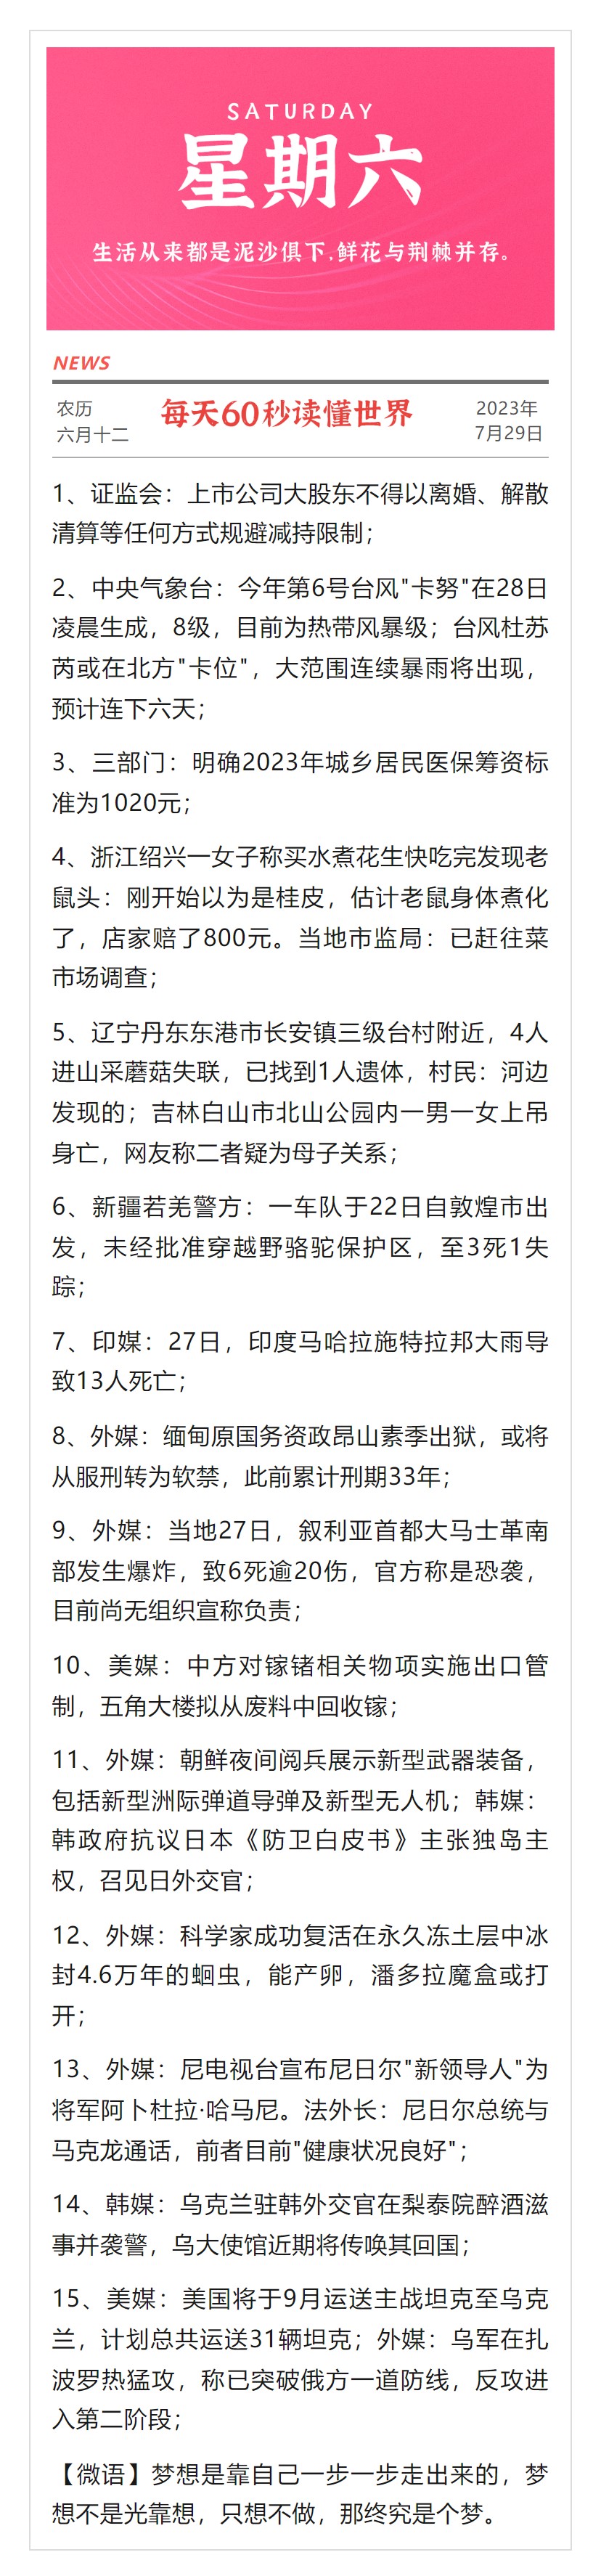 SATURDAY
星期六
生活从来都是泥沙俱下,鲜花与荆棘并存。
NEWS
农历
六月十二
每天60秒读懂世界
2023年
7月29日
1、证监会：上市公司大股东不得以离婚、解散
清算等任何方式规避减持限制；
2、中央气象台：今年第6号台风"卡努"在28日
凌晨生成，8级，目前为热带风暴级；台风杜苏
芮或在北方"卡位"，大范围连续暴雨将出现，
预计连下六天；
3、三部门：明确2023年城乡居民医保筹资标
准为1020元；
4、浙江绍兴一女子称买水煮花生快吃完发现老
鼠头：刚开始以为是桂皮，估计老鼠身体煮化
了，店家赔了800元。当地市监局：已赶往菜
市场调查；
5、辽宁丹东东港市长安镇三级台村附近，4人
进山采蘑菇失联，已找到1人遗体，村民：河边
发现的；吉林白山市北山公园内一男一女上吊
身亡，网友称二者疑为母子关系；
6、新疆若羌警方：一车队于22日自敦煌市出
发，未经批准穿越野骆驼保护区，至3死1失
踪；
7、印媒：27日，印度马哈拉施特拉邦大雨导
致13人死亡；
8、外媒：缅甸原国务资政昂山素季出狱，或将
从服刑转为软禁，此前累计刑期33年；
9、外媒：当地27日，叙利亚首都大马士革南
部发生爆炸，致6死逾20伤，官方称是恐袭，
目前尚无组织宣称负责；
10、美媒：中方对镓锗相关物项实施出口管
制，五角大楼拟从废料中回收镓；
11、外媒：朝鲜夜间阅兵展示新型武器装备，
包括新型洲际弹道导弹及新型无人机；韩媒：
韩政府抗议日本《防卫白皮书》主张独岛主
权，召见日外交官；
12、外媒：科学家成功复活在永久冻土层中冰
封4.6万年的蛔虫，能产卵，潘多拉魔盒或打
开；
13、外媒：尼电视台宣布尼日尔"新领导人"为
将军阿卜杜拉·哈马尼。法外长：尼日尔总统与
马克龙通话，前者目前"健康状况良好"；
14、韩媒：乌克兰驻韩外交官在梨泰院醉酒滋
事并袭警，乌大使馆近期将传唤其回国；
15、美媒：美国将于9月运送主战坦克至乌克
兰，计划总共运送31辆坦克；外媒：乌军在扎
波罗热猛攻，称已突破俄方一道防线，反攻进
入第二阶段；
【微语】梦想是靠自己一步一步走出来的，梦
想不是光靠想，只想不做，那终究是个梦。